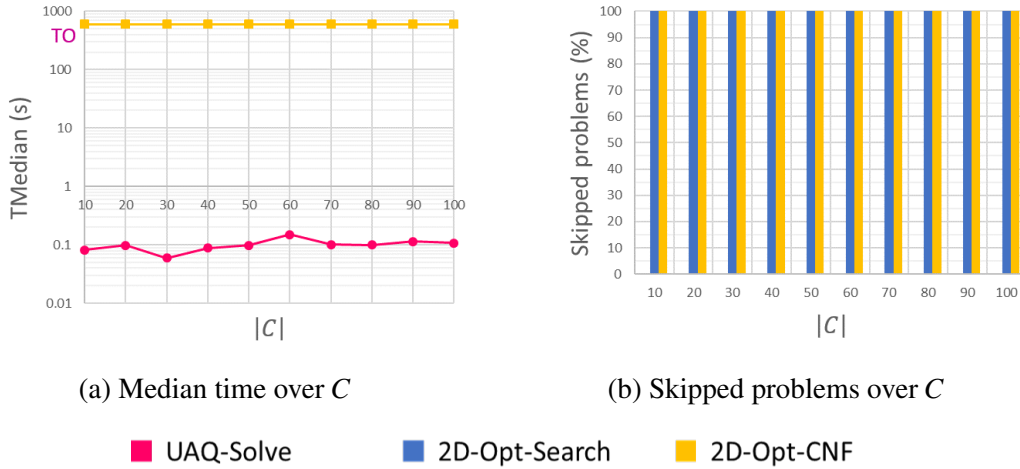 1000
TO
100
10
1
0.1
0.01
TMedian (s)
10 20 30 40 50 60 70 80 90 100
|C|
(a) Median time over C
100
90
80
70
60
50
40
30
20
10
0
Skipped problems (%)
10 20 30 40 50 60 70 80 90 100
|C|
(b) Skipped problems over C
UAQ-Solve 2D-Opt-Search 2D-Opt-CNF